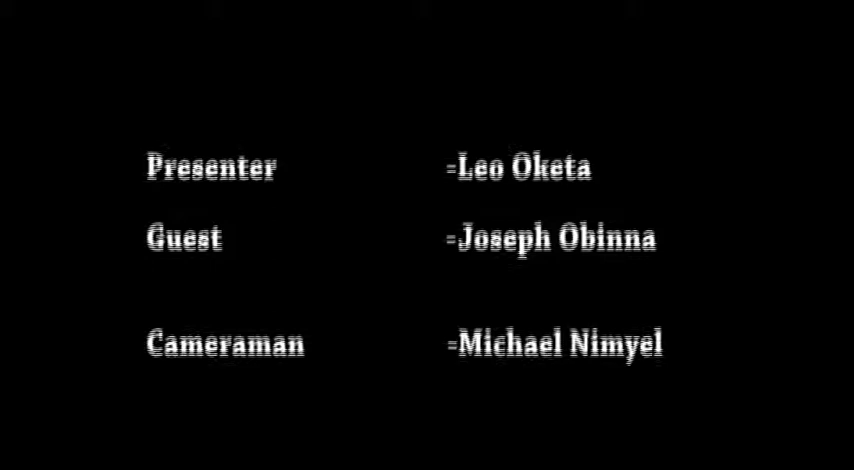 Presenter =Leo Oketa
Guest =Joseph Obinna
Cameraman =Michael Nimyel